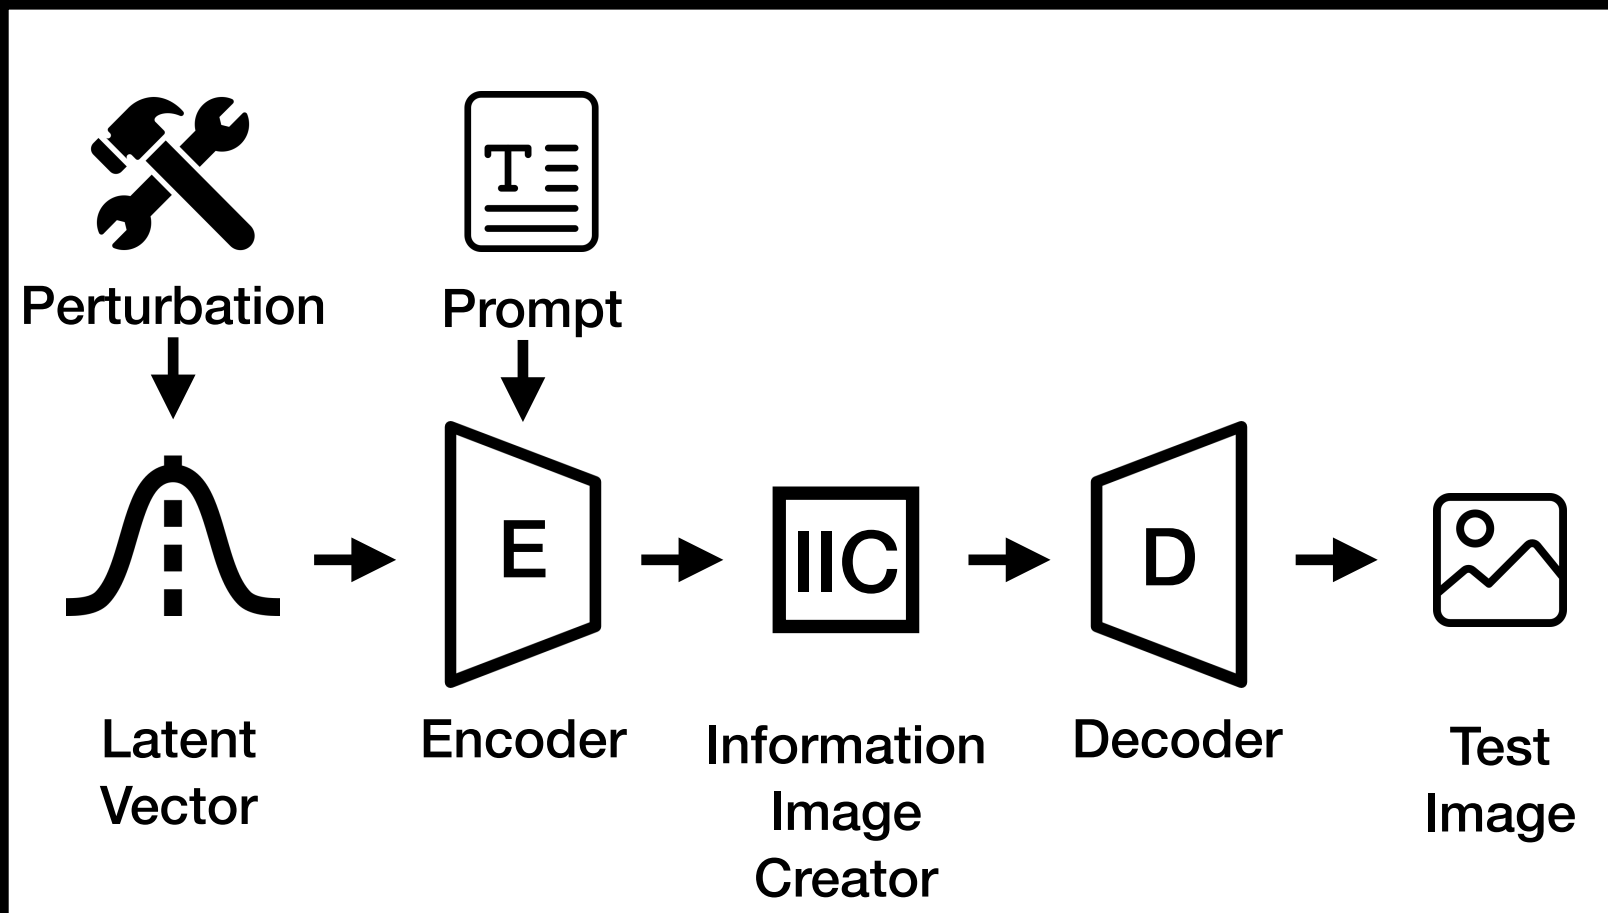 T
Perturbation
Prompt
E
IIC
D
Latent
Vector
Encoder
Information
Image
Creator
Decoder
Test
Image